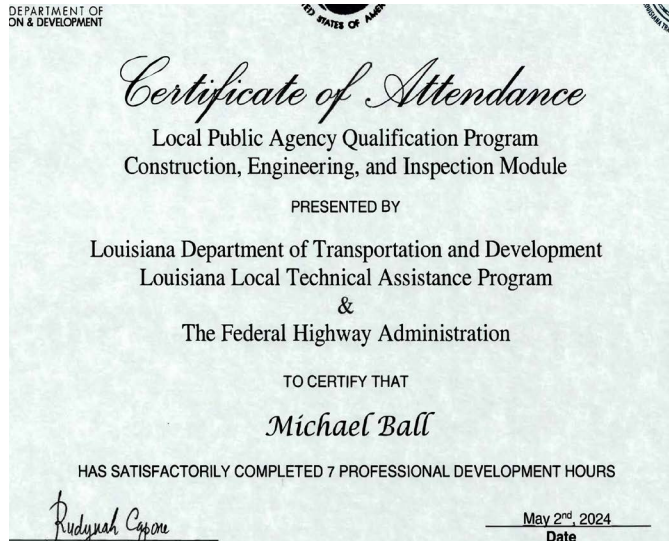 DEPARTMENT OF
ON & DEVELOPMENT
STATES OF
Certificate of Attendance
Local Public Agency Qualification Program
Construction, Engineering, and Inspection Module
PRESENTED BY
Louisiana Department of Transportation and Development
Louisiana Local Technical Assistance Program
&
The Federal Highway Administration
TO CERTIFY THAT
Michael Ball
HAS SATISFACTORILY COMPLETED 7 PROFESSIONAL DEVELOPMENT HOURS
Rudynah Capone
May 2nd, 2024
Date